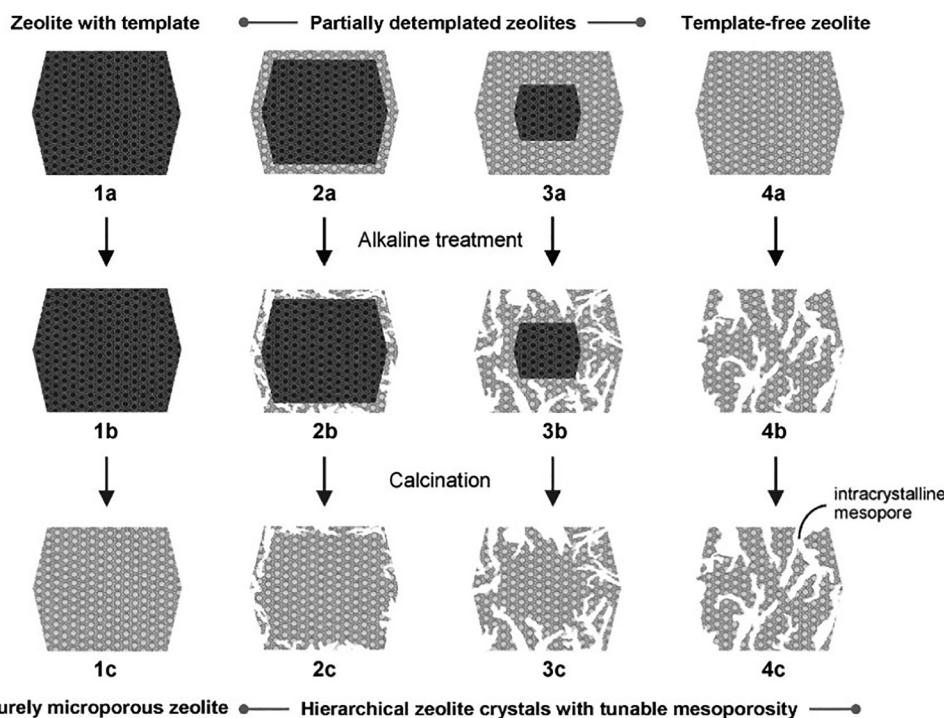 Zeolite with template
Partially detemplated zeolites
Template-free zeolite
1a
2a
3a
4a
Alkaline treatment
1b
2b
3b
4b
Calcination
intracrystalline
mesopore
1c
2c
3c
4c
urely microporous zeolite
Hierarchical zeolite crystals with tunable mesoporosity